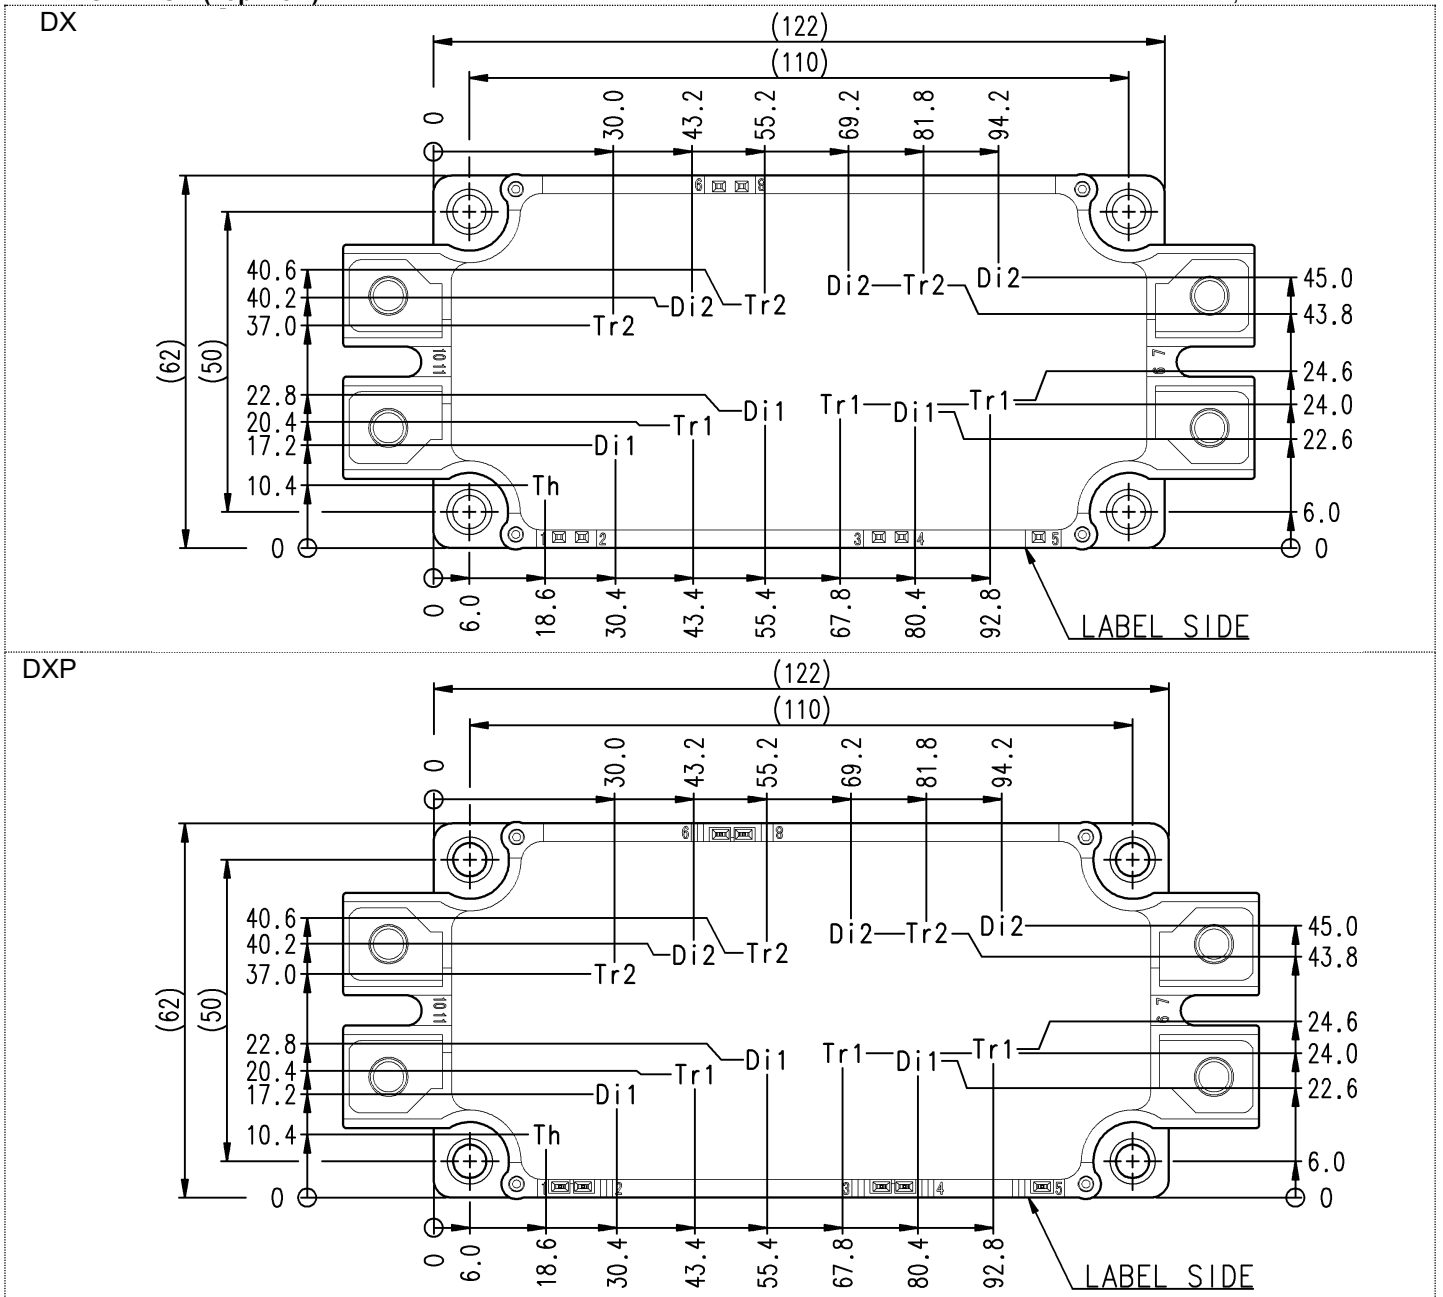 DX
(122)
(110)
0 30.0 43.2 55.2 69.2 81.8 94.2
6 8
(62) (50)
40.6 Di2 Tr2 Di2 45.0
40.2 Di2 Tr2
37.0 Tr2 43.8
10 11 7 9
22.8 Di1 Tr1 Di1 Tr1 24.6
20.4 Tr1 24.0
17.2 Di1 22.6
10.4 Th
6.0
1 2 3 4 5
0 0
0 6.0 18.6 30.4 43.4 55.4 67.8 80.4 92.8
LABEL SIDE
DXP
(122)
(110)
0 30.0 43.2 55.2 69.2 81.8 94.2
6 8
(62) (50)
40.6 Di2 Tr2 Di2 45.0
40.2 Di2 Tr2 43.8
37.0 Tr2
10 11 7 9
22.8 Di1 Tr1 Di1 Tr1 24.6
20.4 Tr1 24.0
17.2 Di1 22.6
10.4 Th
6.0
1 2 3 4 5
0 0
0 6.0 18.6 30.4 43.4 55.4 67.8 80.4 92.8
LABEL SIDE